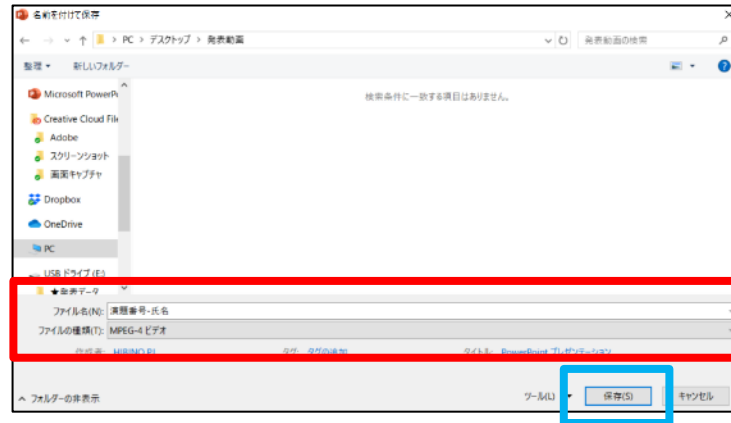 名前を付けて保存
PC > デスクトップ > 発表動画
発表動画の検索
整理
新しいフォルダー
検索条件に一致する項目はありません。
Microsoft PowerP
Creative Cloud File
Adobe
スクリーンショット
画面キャプチャ
Dropbox
OneDrive
PC
USB ドライブ (E:)
★発表データ
ファイル名(N): 演題番号-氏名
ファイルの種類(T): MPEG-4 ビデオ
作成者:
タグ: タグの追加
タイトル: PowerPoint プレゼンテーション
フォルダーの非表示
ツール(L)
保存(S)
キャンセル